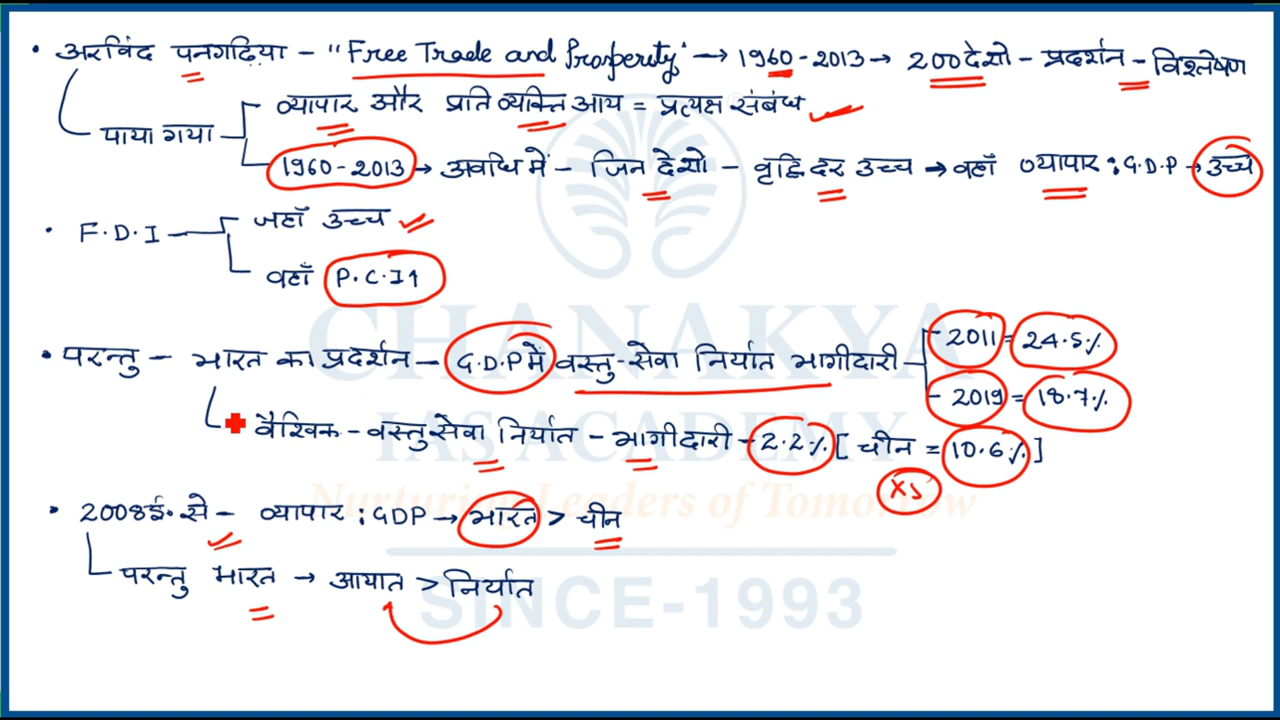 • अरविंद पनगढ़िया – "Free Trade and Prosperity" → 1960-2013 → 200 देशो – प्रदर्शन – विश्लेषण
पाया गया
व्यापार और प्रति व्यक्ति आय = प्रत्यक्ष संबंध
1960-2013 → अवधि में – जिन देशो – वृद्धि दर उच्च → वहाँ व्यापार : G.D.P → उच्च
• F.D.I
जहाँ उच्च
वहाँ P.C.I↑
• परन्तु – भारत का प्रदर्शन – G.D.P में वस्तु-सेवा निर्यात भागीदारी
2011 = 24.5%
2019 = 18.7%
वैश्विक – वस्तु सेवा निर्यात – भागीदारी – 2.2% [ चीन = 10.6% ]
X5
• 2008ई. से – व्यापार : GDP → भारत > चीन
परन्तु भारत → आयात > निर्यात
CHANAKYA
IAS ACADEMY
Nurturing Leaders of Tomorrow
SINCE-1993